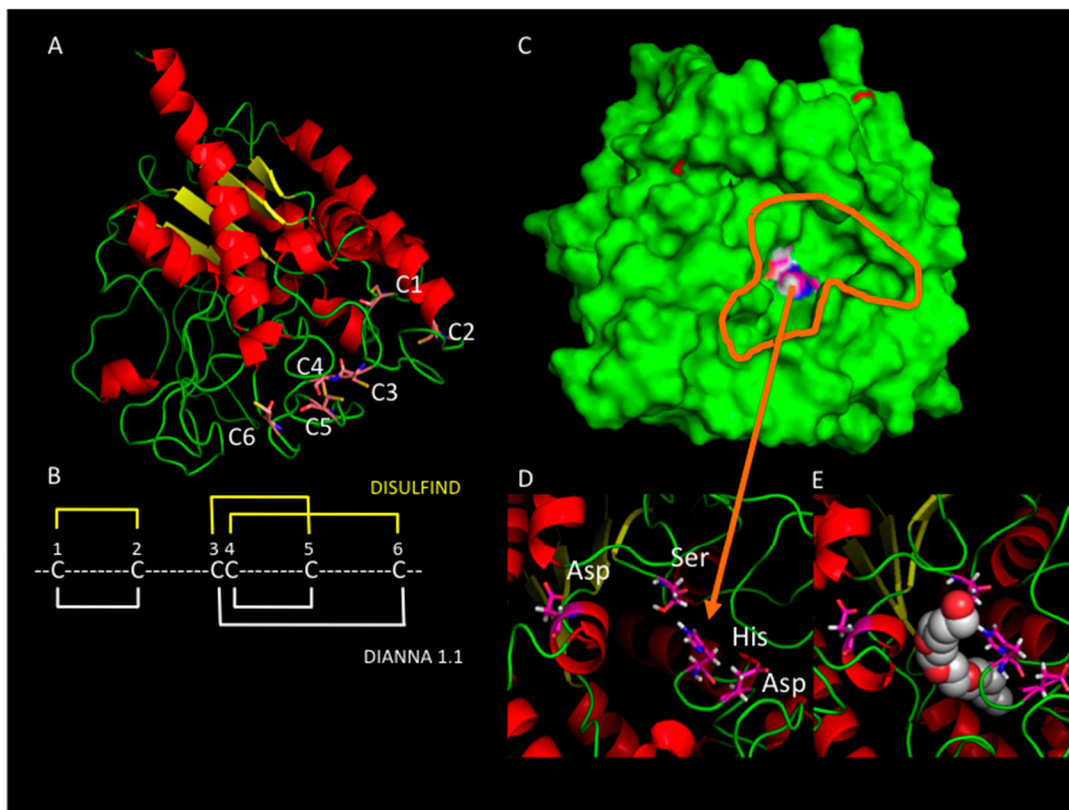 A
C
C1
C2
C4
C3
C5
C6
B
DISULFIND
1 2 3 4 5 6
--C--------C--------CC--------C--------C--
DIANNA 1.1
D
E
Ser
Asp
His
Asp